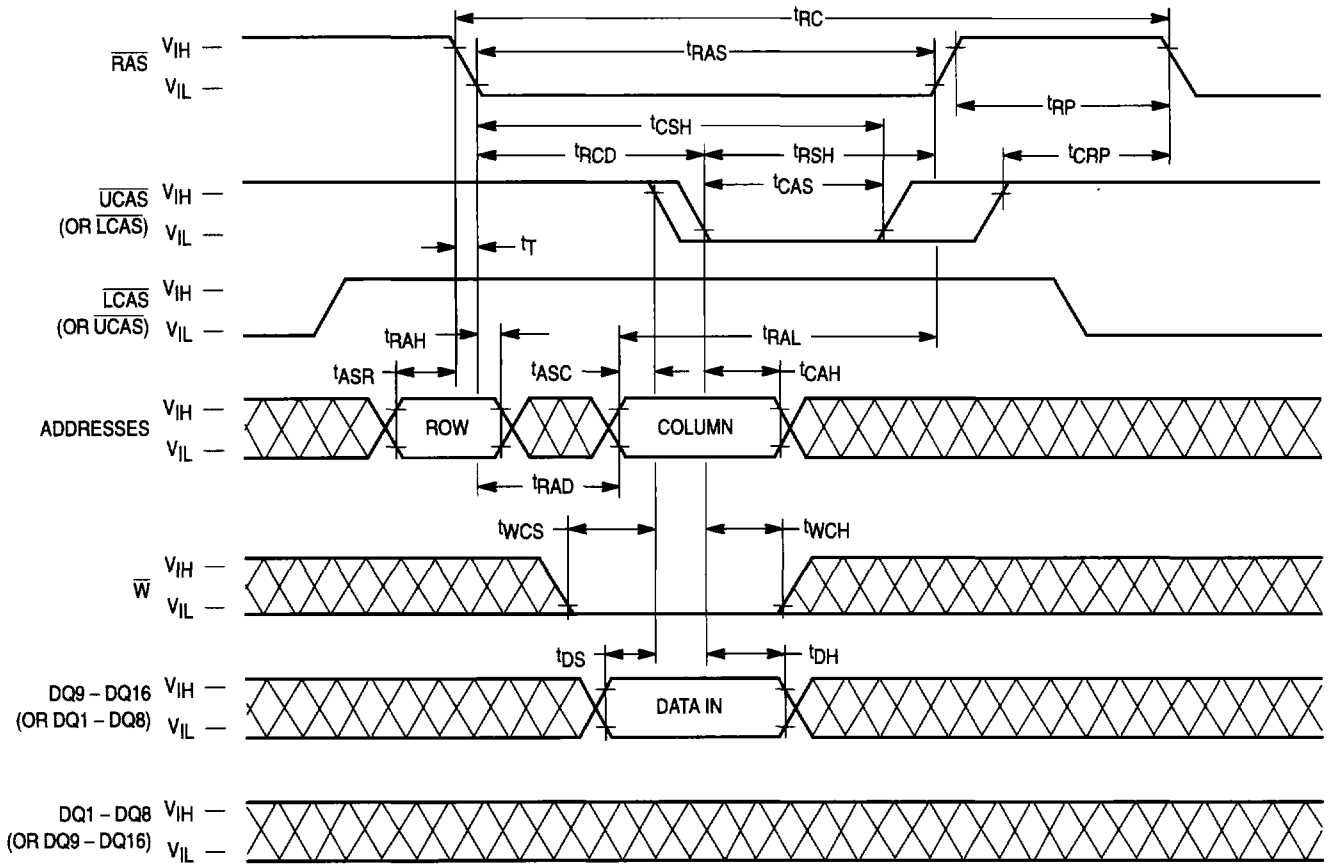 tRC
RAS VIH
VIL
tRAS
tRP
tCSH
tRCD
tRSH
tCRP
tCAS
UCAS VIH
(OR LCAS) VIL
tT
LCAS VIH
(OR UCAS) VIL
tRAH
tRAL
tASR
tASC
tCAH
ADDRESSES VIH
VIL
ROW
COLUMN
tRAD
tWCS
tWCH
W VIH
VIL
tDS
tDH
DQ9 – DQ16 VIH
(OR DQ1 – DQ8) VIL
DATA IN
DQ1 – DQ8 VIH
(OR DQ9 – DQ16) VIL